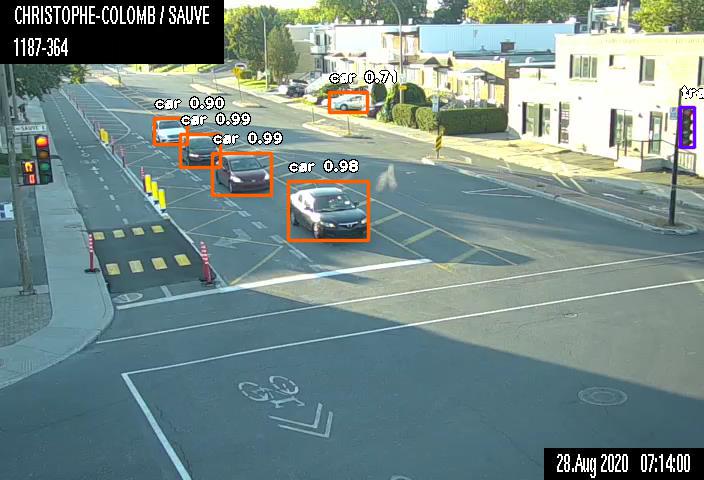 CHRISTOPHE-COLOMB / SAUVE
1187-364
car 0.71
car 0.90
car 0.99
car 0.99
car 0.98
tra
SAUVE
28.Aug 2020 07:14:00